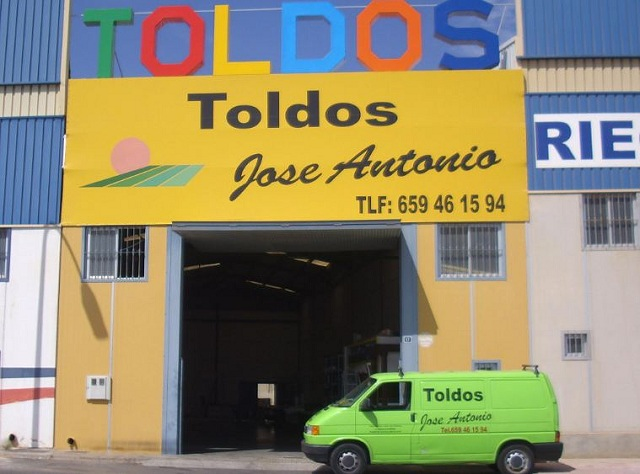 TOLDOS
Toldos
Jose Antonio
TLF: 659 46 15 94
RIE
Toldos
Jose Antonio
Tel.659 46 15 94